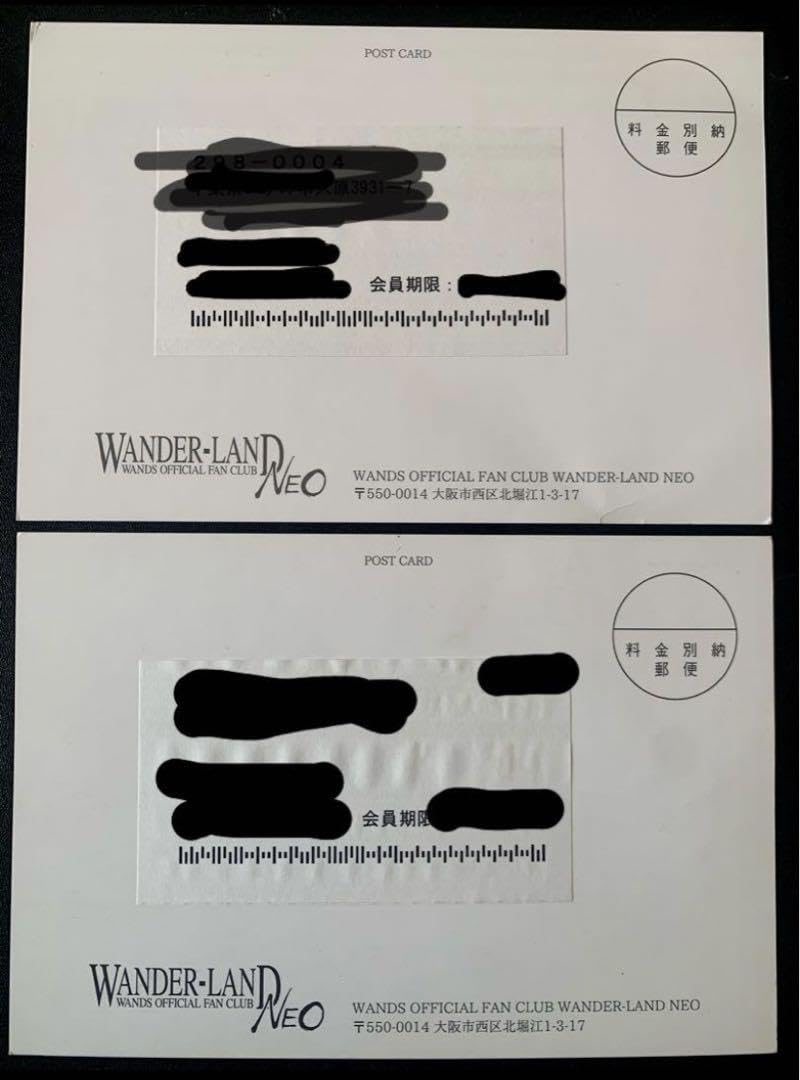 POST CARD
料金別納
郵便
会員期限：
WANDER-LAND NEO
WANDS OFFICIAL FAN CLUB
WANDS OFFICIAL FAN CLUB WANDER-LAND NEO
〒550-0014 大阪市西区北堀江1-3-17
POST CARD
料金別納
郵便
会員期限
WANDER-LAND NEO
WANDS OFFICIAL FAN CLUB
WANDS OFFICIAL FAN CLUB WANDER-LAND NEO
〒550-0014 大阪市西区北堀江1-3-17